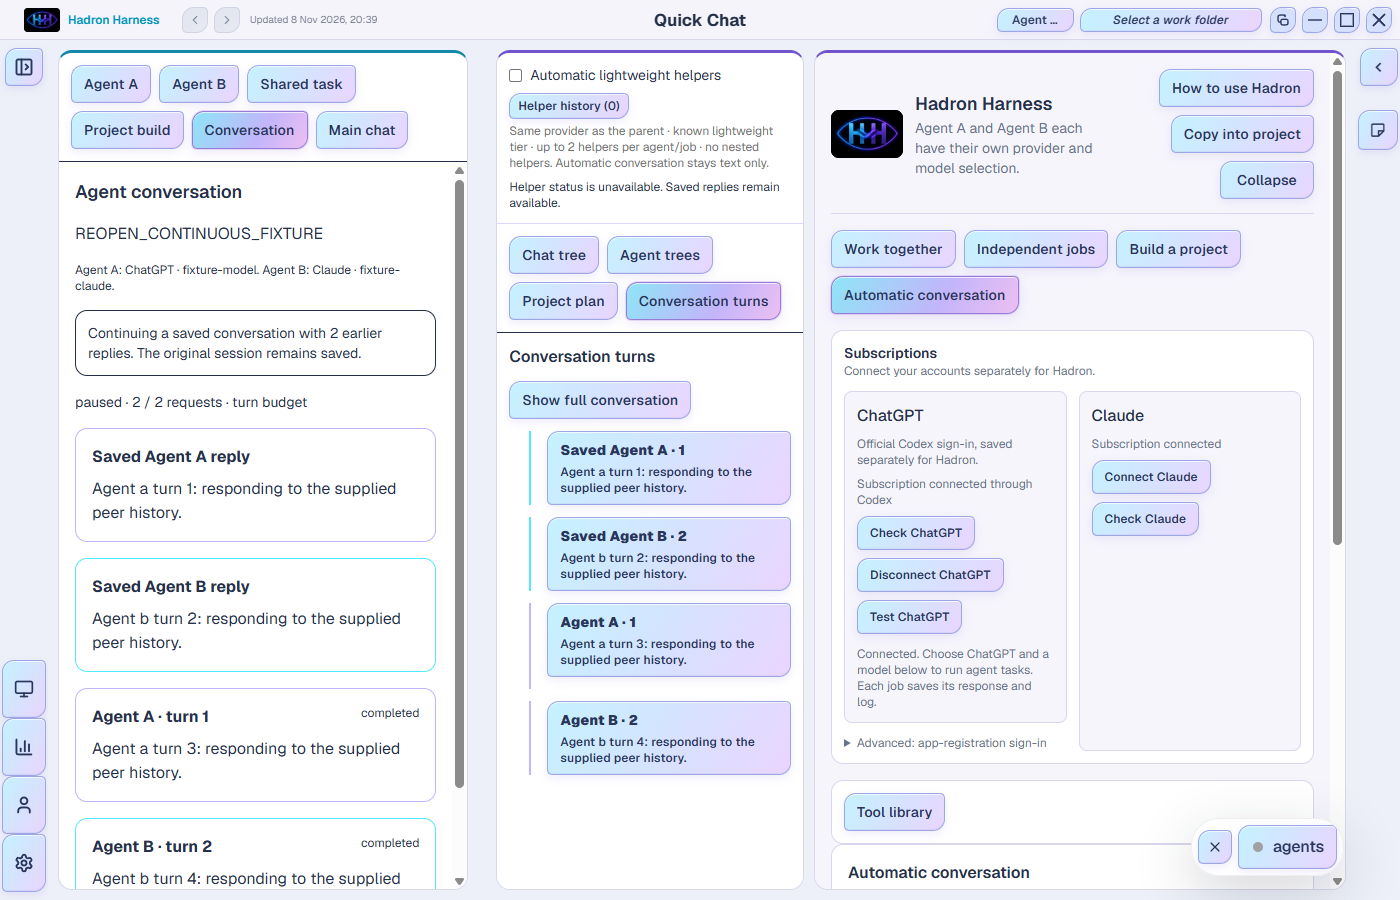 Hadron Harness
Updated 8 Nov 2026, 20:39
Quick Chat
Agent ...
Select a work folder
Agent A
Agent B
Shared task
Project build
Conversation
Main chat
Agent conversation
REOPEN_CONTINUOUS_FIXTURE
Agent A: ChatGPT · fixture-model. Agent B: Claude · fixture-
claude.
Continuing a saved conversation with 2 earlier
replies. The original session remains saved.
paused · 2 / 2 requests · turn budget
Saved Agent A reply
Agent a turn 1: responding to the supplied
peer history.
Saved Agent B reply
Agent b turn 2: responding to the supplied
peer history.
Agent A · turn 1
completed
Agent a turn 3: responding to the supplied
peer history.
Agent B · turn 2
completed
Agent b turn 4: responding to the supplied
Automatic lightweight helpers
Helper history (0)
Same provider as the parent · known lightweight
tier · up to 2 helpers per agent/job · no nested
helpers. Automatic conversation stays text only.
Helper status is unavailable. Saved replies remain
available.
Chat tree
Agent trees
Project plan
Conversation turns
Conversation turns
Show full conversation
Saved Agent A · 1
Agent a turn 1: responding to the
supplied peer history.
Saved Agent B · 2
Agent b turn 2: responding to the
supplied peer history.
Agent A · 1
Agent a turn 3: responding to the
supplied peer history.
Agent B · 2
Agent b turn 4: responding to the
supplied peer history.
Hadron Harness
Agent A and Agent B each
have their own provider and
model selection.
How to use Hadron
Copy into project
Collapse
Work together
Independent jobs
Build a project
Automatic conversation
Subscriptions
Connect your accounts separately for Hadron.
ChatGPT
Official Codex sign-in, saved
separately for Hadron.
Subscription connected through
Codex
Check ChatGPT
Disconnect ChatGPT
Test ChatGPT
Connected. Choose ChatGPT and a
model below to run agent tasks.
Each job saves its response and
log.
Claude
Subscription connected
Connect Claude
Check Claude
Advanced: app-registration sign-in
Tool library
Automatic conversation
agents